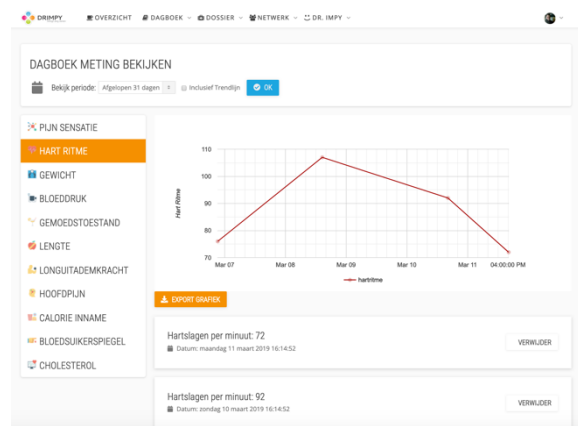 DRIMPY
OVERZICHT DAGBOEK DOSSIER NETWERK DR. IMPY
DAGBOEK METING BEKIJKEN
Bekijk periode: Afgelopen 31 dagen Inclusief Trendlijn OK
PIJN SENSATIE
HART RITME
GEWICHT
BLOEDDRUK
GEMOEDSTOESTAND
LENGTE
LONGUITADEMKRACHT
HOOFDPIJN
CALORIE INNAME
BLOEDSUIKERSPIEGEL
CHOLESTEROL
110
100
90
80
70
Hart Ritme
Mar 07 Mar 08 Mar 09 Mar 10 Mar 11 04:00:00 PM
hartritme
EXPORT GRAFIEK
Hartslagen per minuut: 72
Datum: maandag 11 maart 2019 16:14:52
VERWIJDER
Hartslagen per minuut: 92
Datum: zondag 10 maart 2019 16:14:52
VERWIJDER